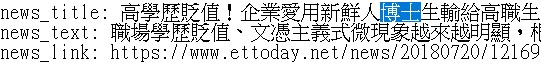 news_title: 高學歷貶值！企業愛用新鮮人博士生輸給高職生
news_text: 職場學歷貶值、文憑主義式微現象越來越明顯，
news_link: https://www.ettoday.net/news/20180720/12169